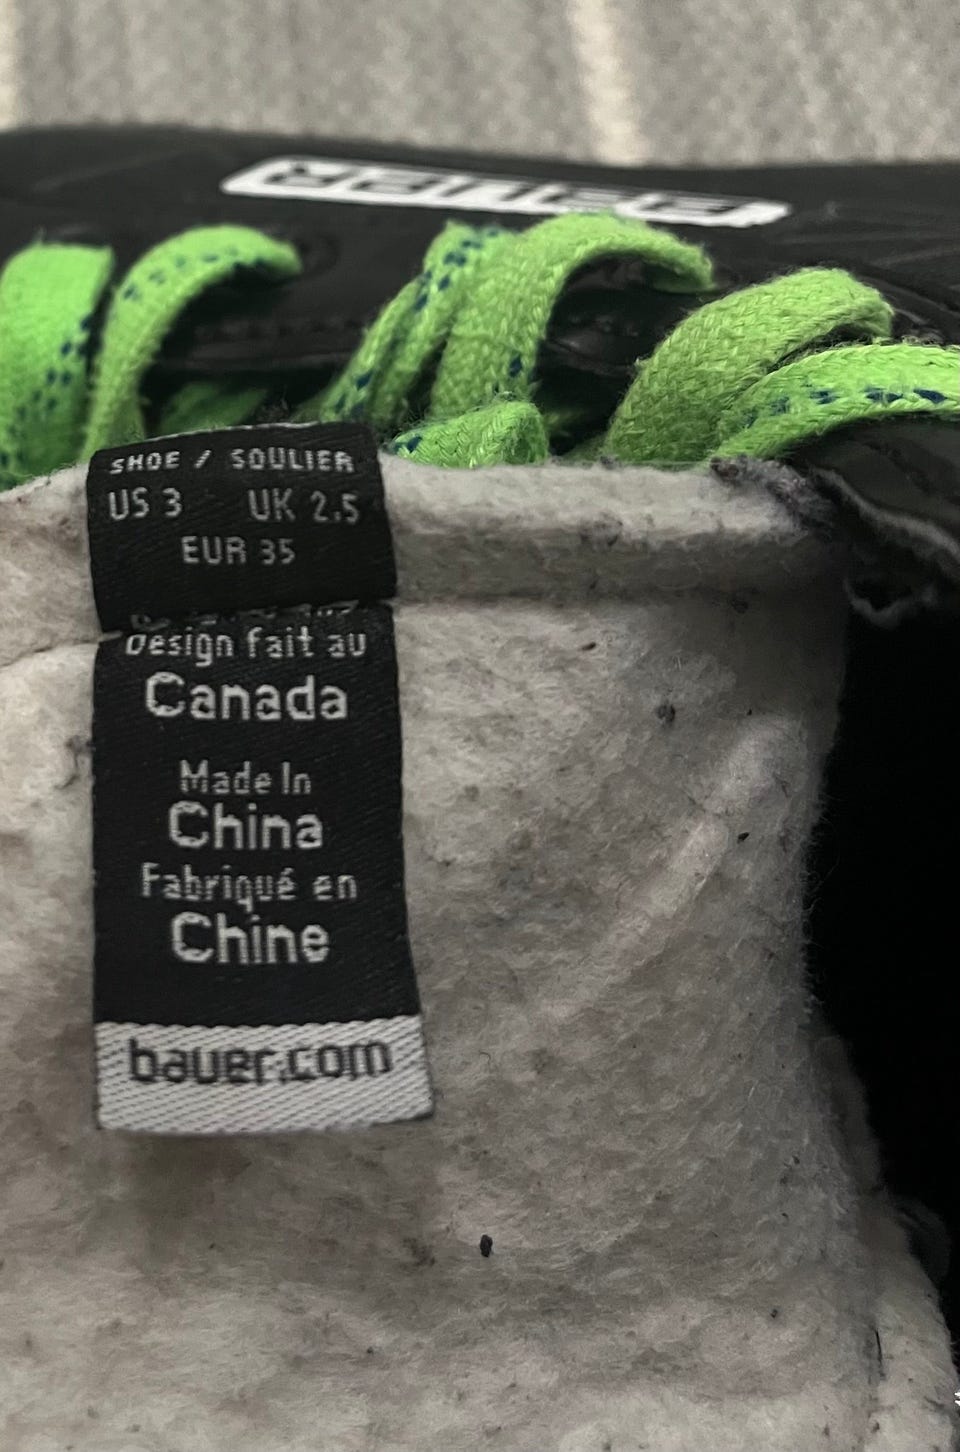 BAUER
SHOE / SOULIER
US 3 UK 2.5
EUR 35
Design fait au
Canada
Made In
China
Fabriqué en
Chine
bauer.com